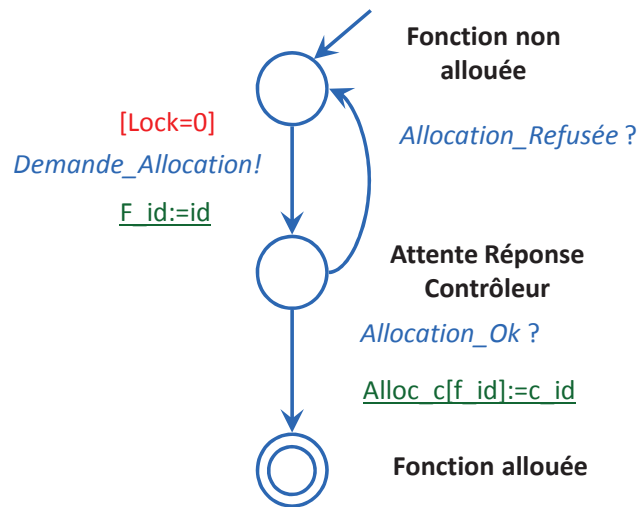 Fonction non
allouée
[Lock=0]
Allocation_Refusée ?
Demande_Allocation!
F_id:=id
Attente Réponse
Contrôleur
Allocation_Ok ?
Alloc_c[f_id]:=c_id
Fonction allouée